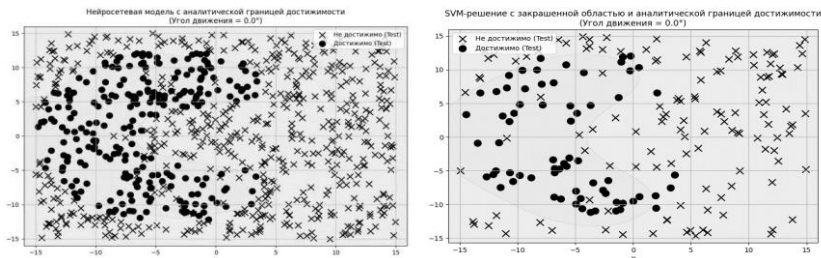 Нейросетевая модель с аналитической границей достижимости
(Угол движения = 0.0°)
× Не достижимо (Test)
● Достижимо (Test)
15
10
5
0
−5
−10
−15
−15 −10 −5 0 5 10 15
SVM-решение с закрашенной областью и аналитической границей достижимости
(Угол движения = 0.0°)
× Не достижимо (Test)
● Достижимо (Test)
15
10
5
0
−5
−10
−15
−15 −10 −5 0 5 10 15